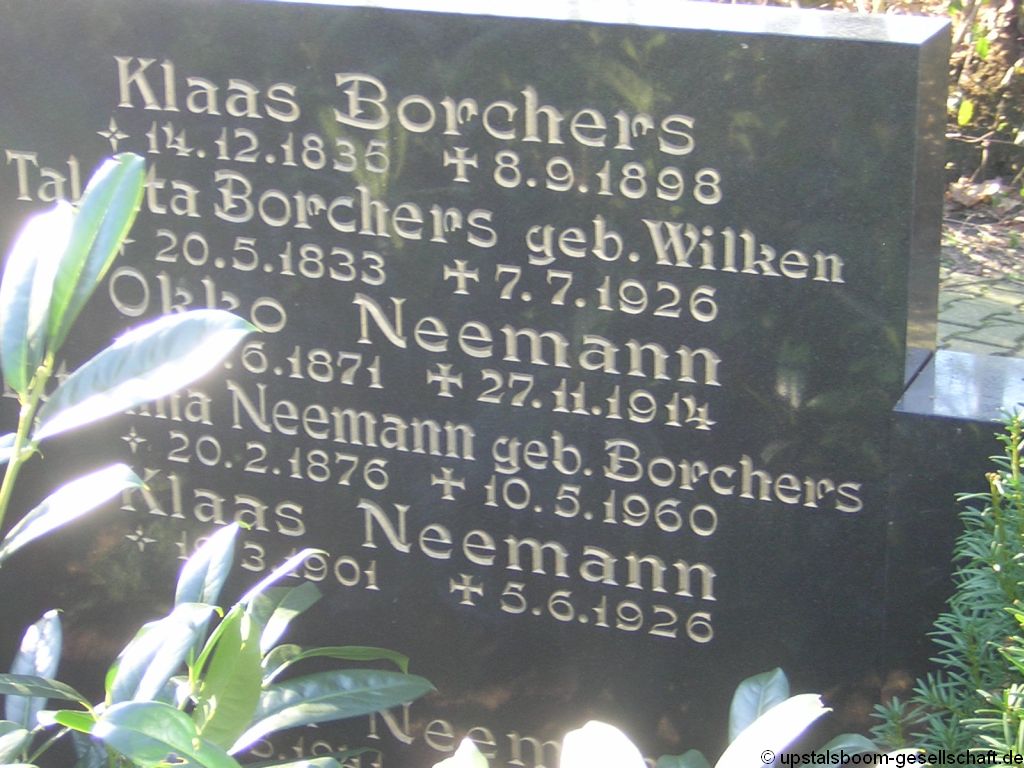 Klaas Borchers
14.12.1835 8.9.1898
Borchers geb. Wilken
20.5.1833 7.7.1926
Okko Neemann
6.1871 27.11.1914
Neemann geb. Borchers
20.2.1876 10.5.1960
Klaas Neemann
3.1901 5.6.1926
© upstalsboom-gesellschaft.de